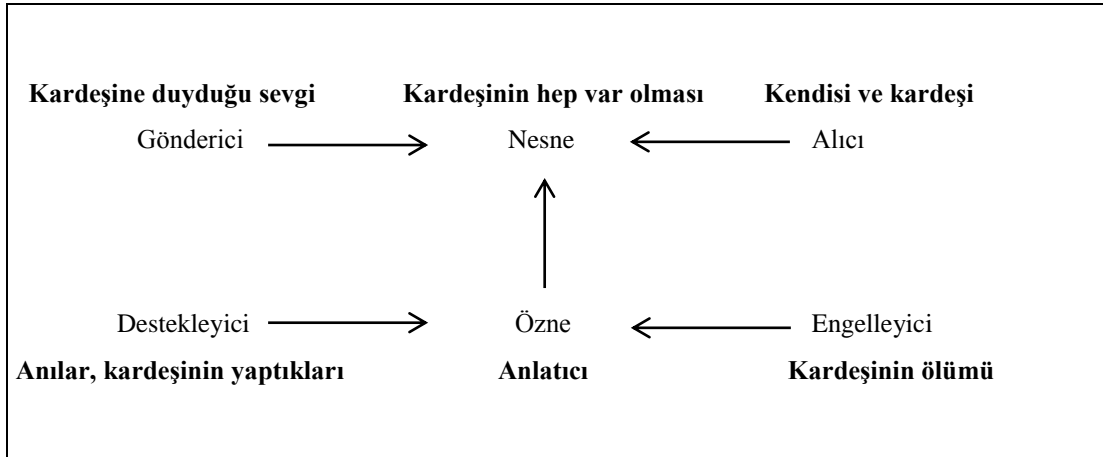 Kardeşine duyduğu sevgi Kardeşinin hep var olması Kendisi ve kardeşi
Gönderici Nesne Alıcı
Destekleyici Özne Engelleyici
Anılar, kardeşinin yaptıkları Anlatıcı Kardeşinin ölümü